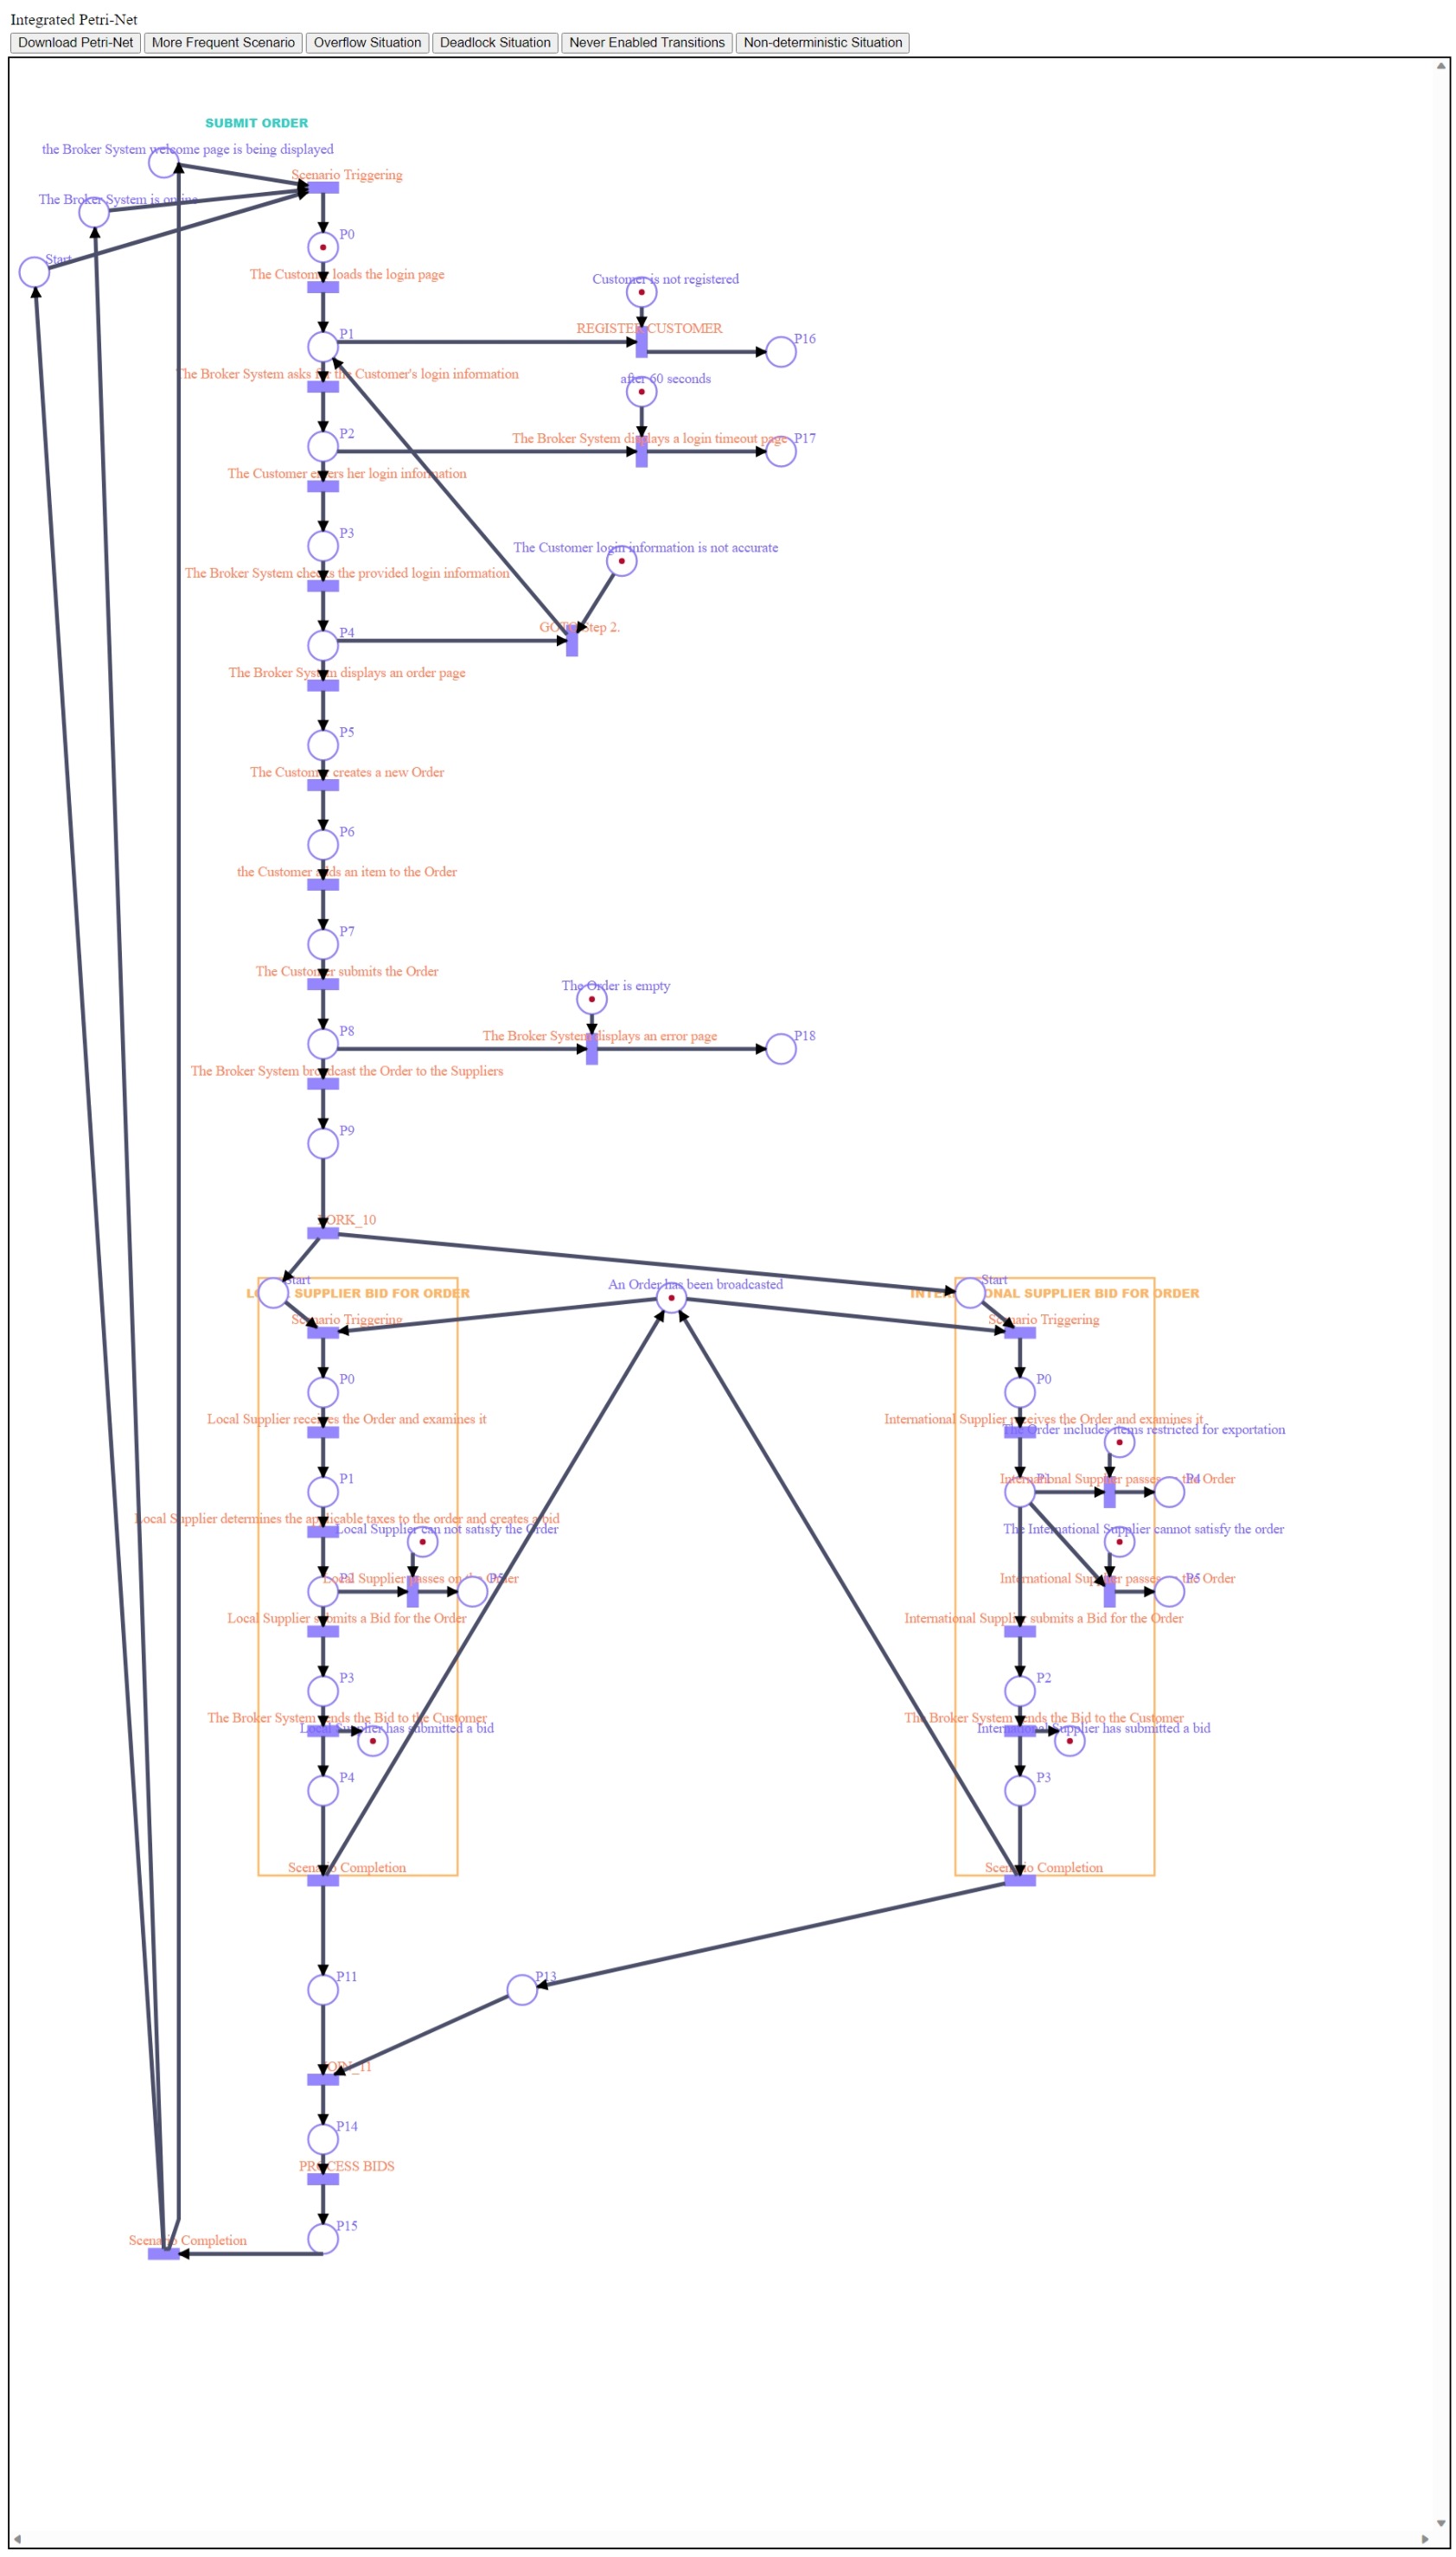 Integrated Petri-Net
Download Petri-Net
More Frequent Scenario
Overflow Situation
Deadlock Situation
Never Enabled Transitions
Non-deterministic Situation
SUBMIT ORDER
the Broker System welcome page is being displayed
Scenario Triggering
The Broker System is online
P0
Start
The Customer loads the login page
Customer is not registered
REGISTER CUSTOMER
P1
P16
The Broker System asks for the Customer's login information
after 60 seconds
P2
The Broker System displays a login timeout page
P17
The Customer enters her login information
P3
The Customer login information is not accurate
The Broker System checks the provided login information
P4
GOTO Step 2.
The Broker System displays an order page
P5
The Customer creates a new Order
P6
the Customer adds an item to the Order
P7
The Customer submits the Order
The Order is empty
P8
The Broker System displays an error page
P18
The Broker System broadcast the Order to the Suppliers
P9
FORK_10
Start
An Order has been broadcasted
Start
LOCAL SUPPLIER BID FOR ORDER
INTERNATIONAL SUPPLIER BID FOR ORDER
Scenario Triggering
Scenario Triggering
P0
P0
Local Supplier receives the Order and examines it
International Supplier receives the Order and examines it
The Order includes items restricted for exportation
P1
P1
International Supplier passes on the Order
P4
Local Supplier determines the applicable taxes to the order and creates a bid
Local Supplier can not satisfy the Order
The International Supplier cannot satisfy the order
P2
Local Supplier passes on the Order
P5
International Supplier passes on the Order
P5
Local Supplier submits a Bid for the Order
International Supplier submits a Bid for the Order
P3
P2
The Broker System sends the Bid to the Customer
The Broker System sends the Bid to the Customer
Local Supplier has submitted a bid
International Supplier has submitted a bid
P4
P3
Scenario Completion
Scenario Completion
P11
P13
JOIN_11
P14
PROCESS BIDS
P15
Scenario Completion